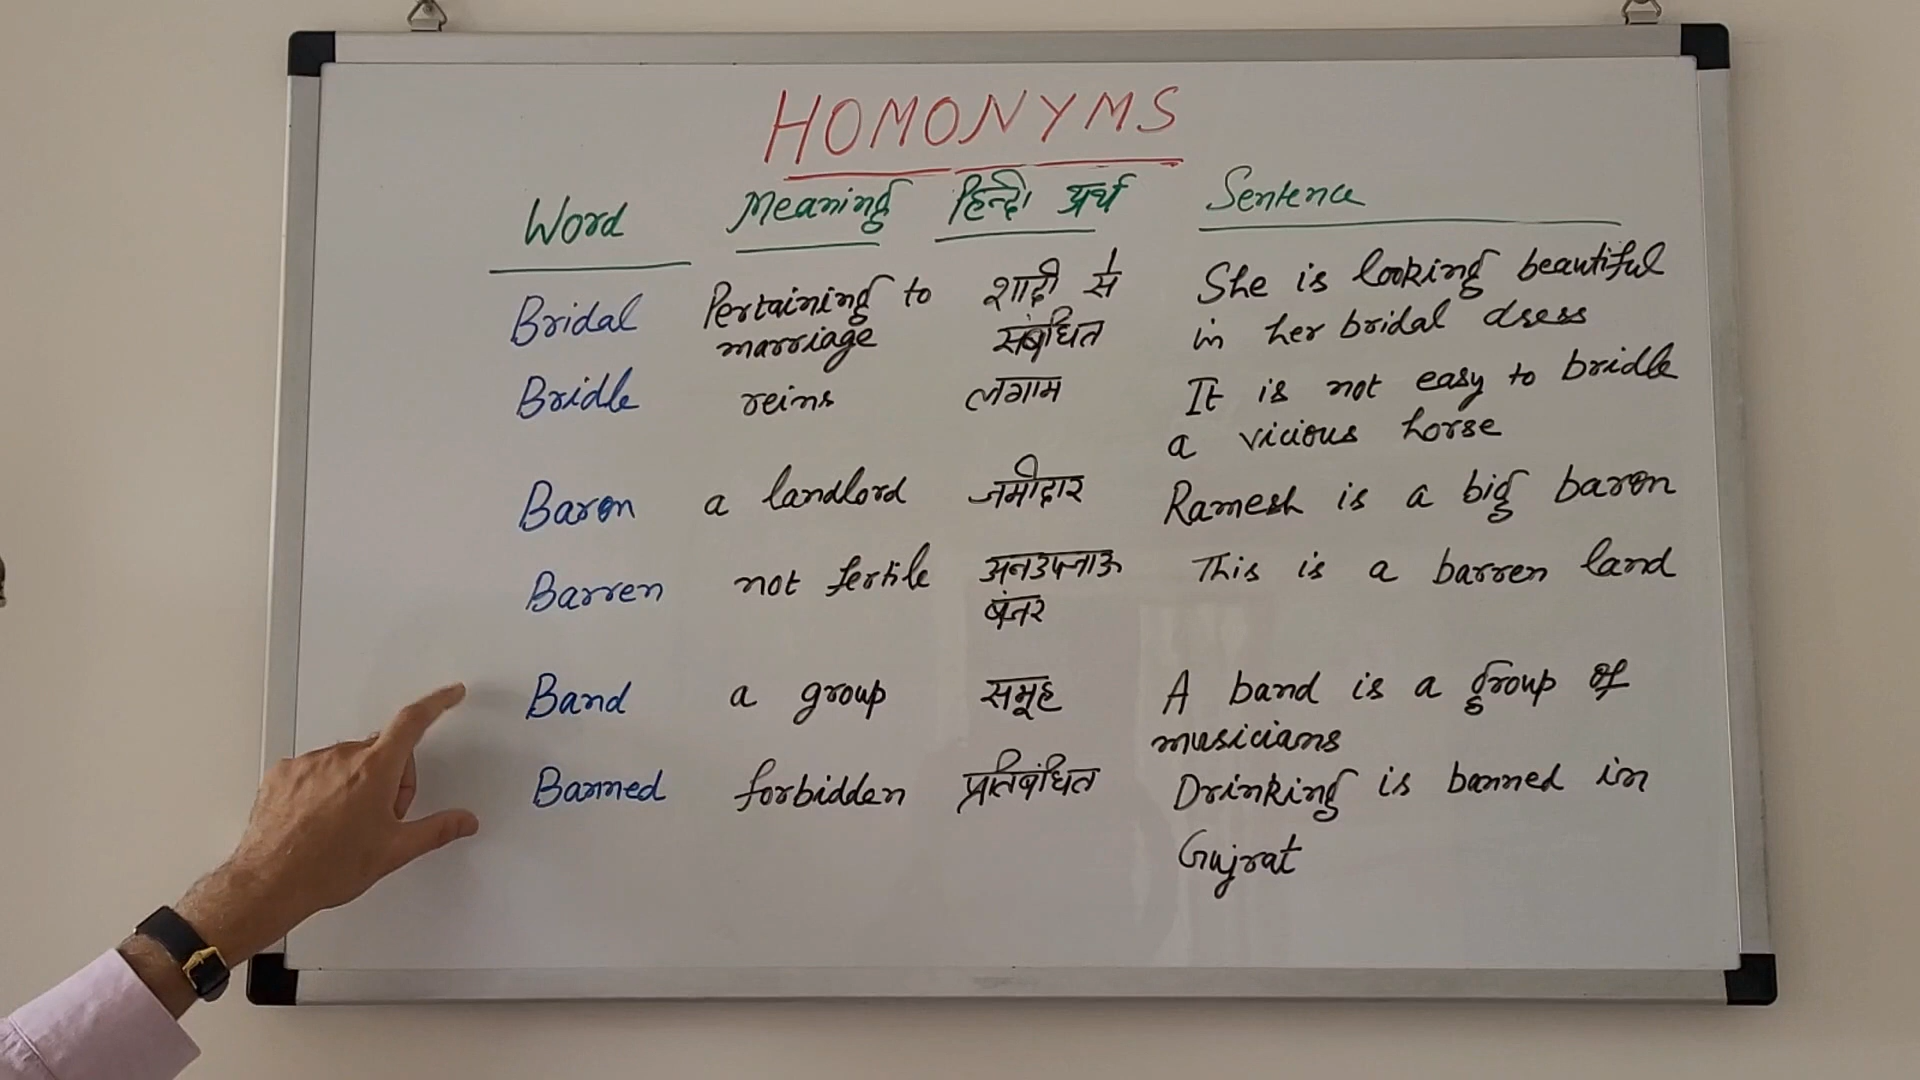 HOMONYMS
Word Meaning हिन्दी अर्थ Sentence
Bridal Pertaining to marriage शादी से संबंधित She is looking beautiful in her bridal dress
Bridle reins लगाम It is not easy to bridle a vicious horse
Baron a landlord जमीदार Ramesh is a big baron
Barren not fertile अनउपजाऊ बंजर This is a barren land
Band a group समूह A band is a group of musicians
Banned forbidden प्रतिबंधित Drinking is banned in Gujrat